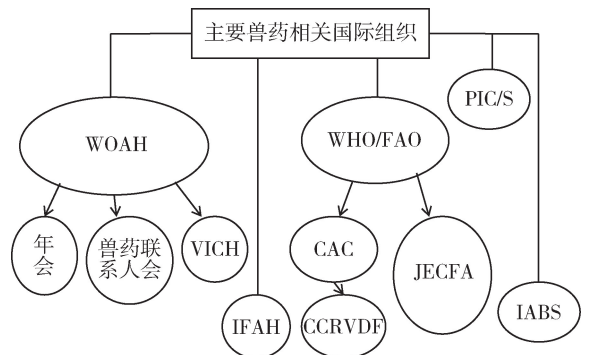 主要兽药相关国际组织
PIC/S
WOAH
WHO/FAO
年
会
兽药联
系人会
VICH
CAC
JECFA
IFAH
CCRVDF
IABS